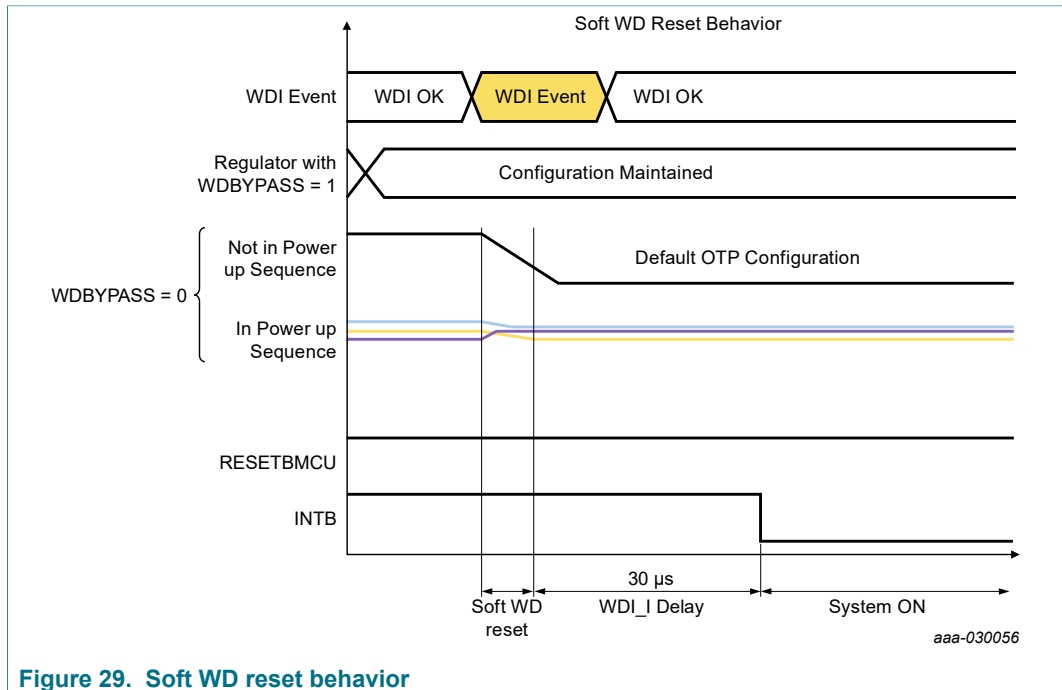 Soft WD Reset Behavior
WDI Event
WDI OK
WDI Event
WDI OK
Regulator with
WDBYPASS = 1
Configuration Maintained
WDBYPASS = 0
Not in Power
up Sequence
Default OTP Configuration
In Power up
Sequence
RESETBMCU
INTB
Soft WD
reset
30 µs
WDI_I Delay
System ON
aaa-030056
Figure 29. Soft WD reset behavior